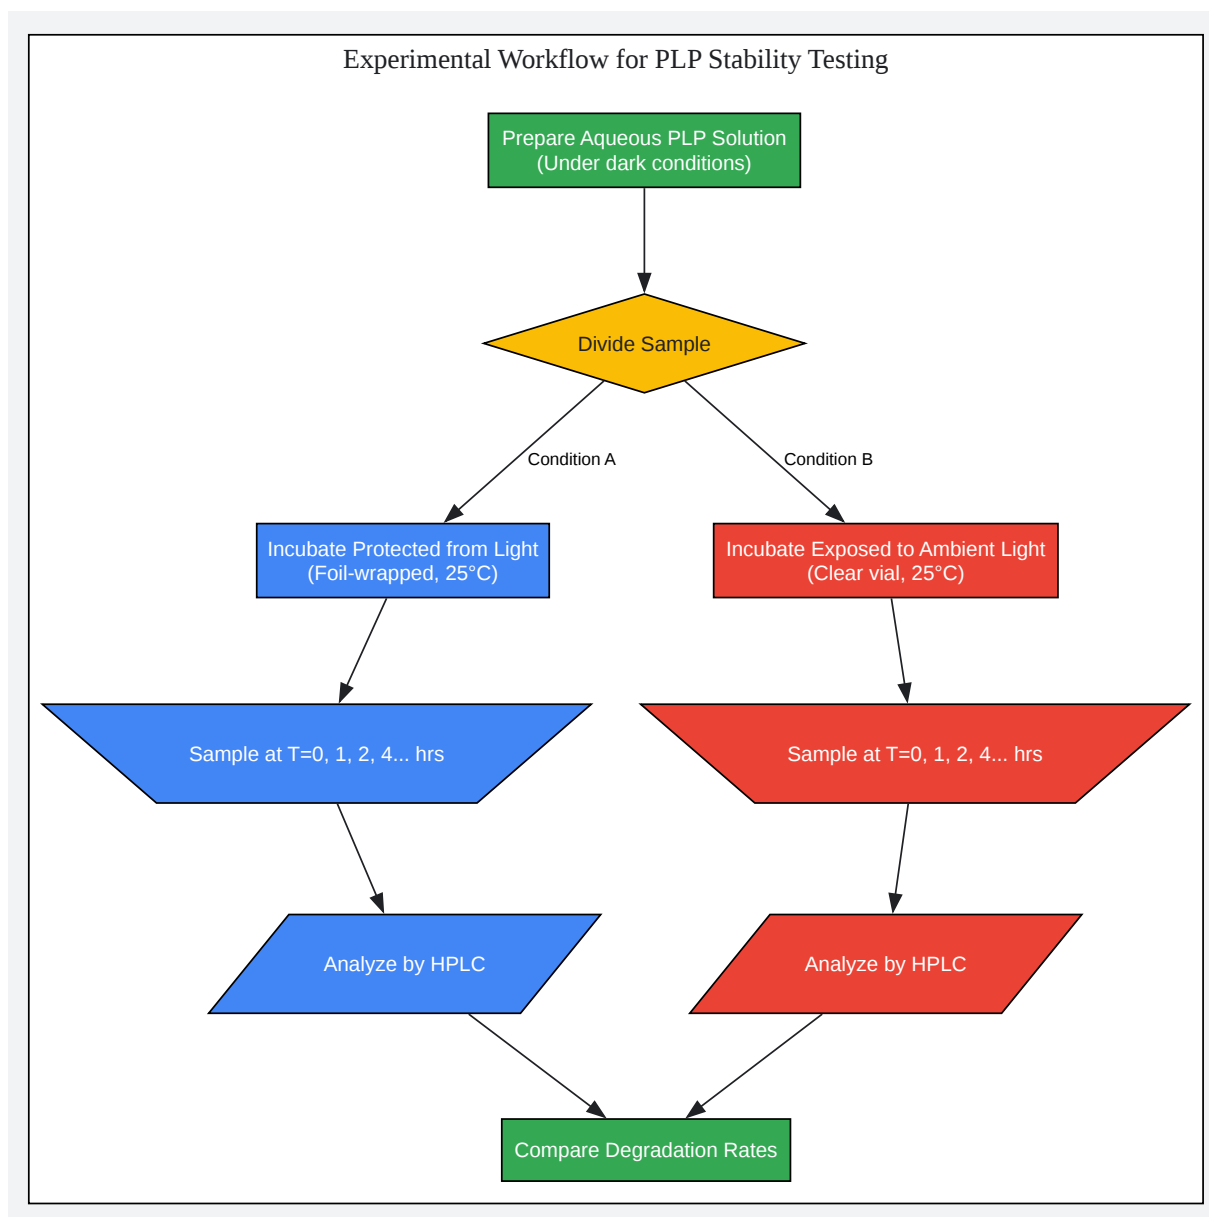 Experimental Workflow for PLP Stability Testing
Prepare Aqueous PLP Solution
(Under dark conditions)
Divide Sample
Condition A
Condition B
Incubate Protected from Light
(Foil-wrapped, 25°C)
Incubate Exposed to Ambient Light
(Clear vial, 25°C)
Sample at T=0, 1, 2, 4... hrs
Sample at T=0, 1, 2, 4... hrs
Analyze by HPLC
Analyze by HPLC
Compare Degradation Rates